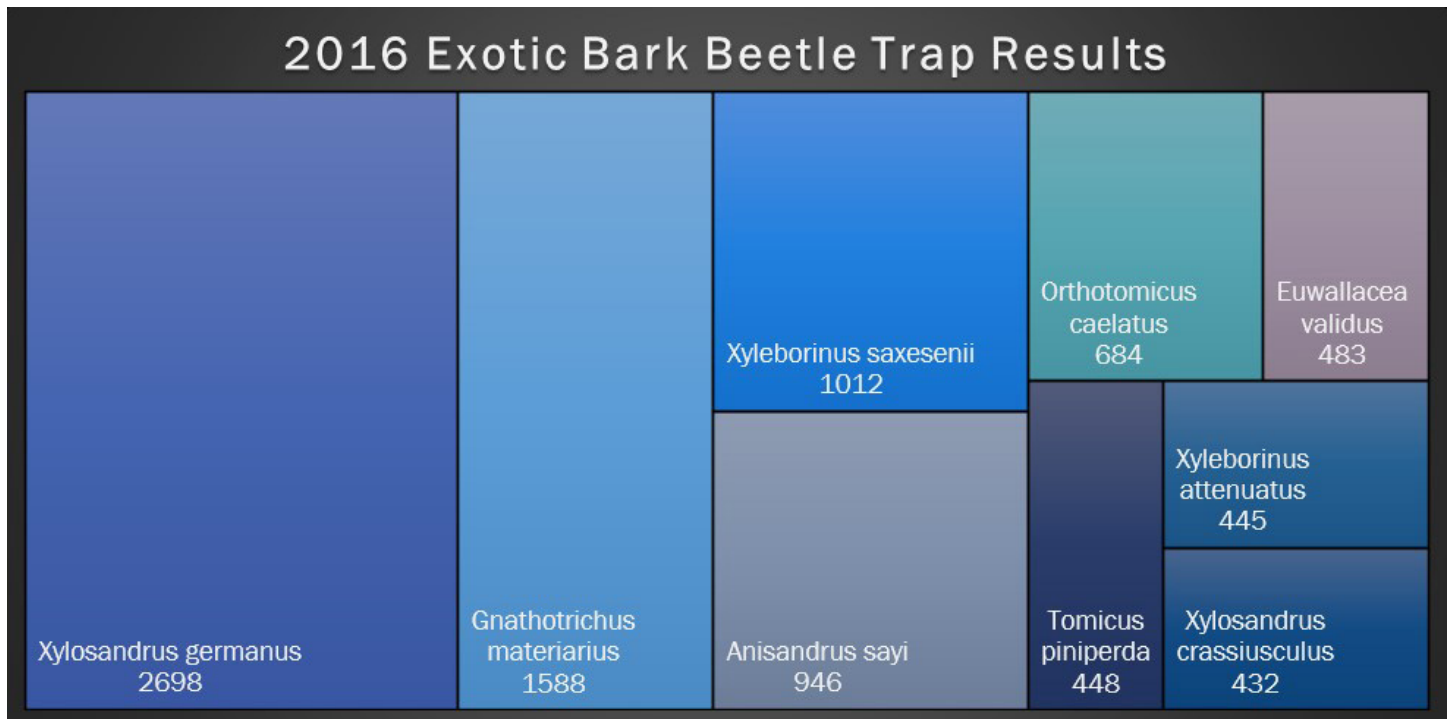 2016 Exotic Bark Beetle Trap Results
Xylosandrus germanus
2698
Gnathotrichus
materiarius
1588
Xyleborinus saxesenii
1012
Anisandrus sayi
946
Orthotomicus
caelatus
684
Euwallacea
validus
483
Tomicus
piniperda
448
Xyleborinus
attenuatus
445
Xylosandrus
crassiusculus
432